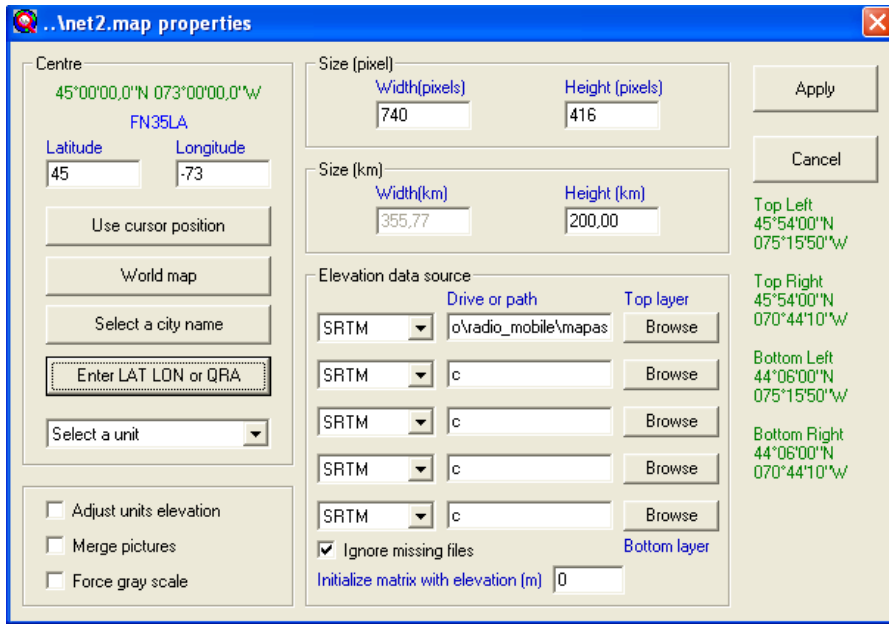 ..\net2.map properties
Centre
45°00'00,0''N 073°00'00,0''W
FN35LA
Latitude Longitude
45 -73
Use cursor position
World map
Select a city name
Enter LAT LON or QRA
Select a unit
Adjust units elevation
Merge pictures
Force gray scale
Size (pixel)
Width(pixels) Height (pixels)
740 416
Size (km)
Width(km) Height (km)
355,77 200,00
Elevation data source
Drive or path Top layer
SRTM o\radio_mobile\mapas Browse
SRTM c Browse
SRTM c Browse
SRTM c Browse
SRTM c Browse
Ignore missing files Bottom layer
Initialize matrix with elevation (m) 0
Apply
Cancel
Top Left
45°54'00''N
075°15'50''W
Top Right
45°54'00''N
070°44'10''W
Bottom Left
44°06'00''N
075°15'50''W
Bottom Right
44°06'00''N
070°44'10''W